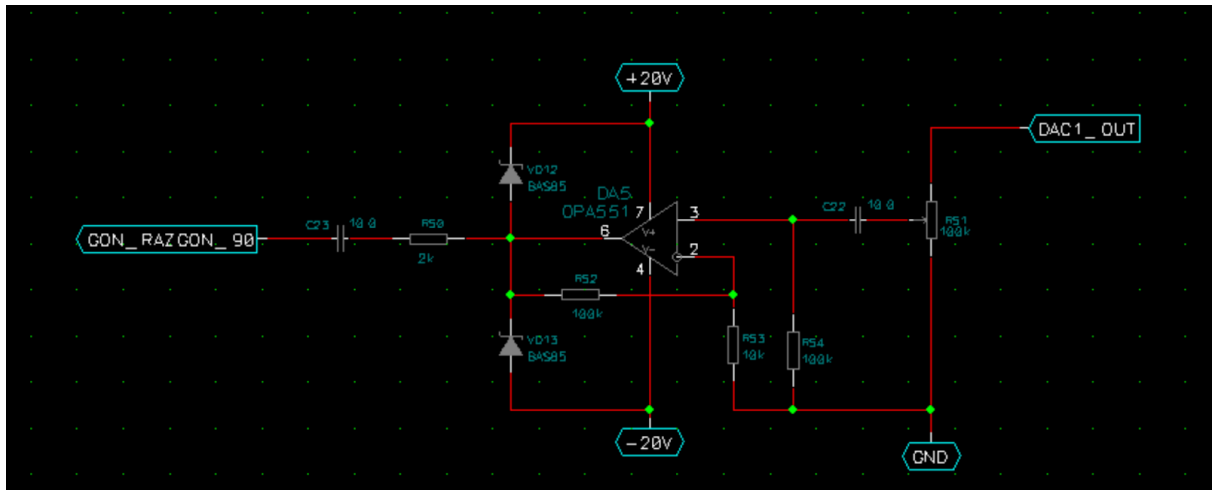 +20V
DAC1_OUT
VD12
BAS85
DA5
OPA551
7
3
V+
C23
10.0
R50
C22
10.0
R51
100k
GON_RAZGON_90
2k
6
V-
4
2
R52
100k
VD13
BAS85
R53
10k
R54
100k
-20V
GND